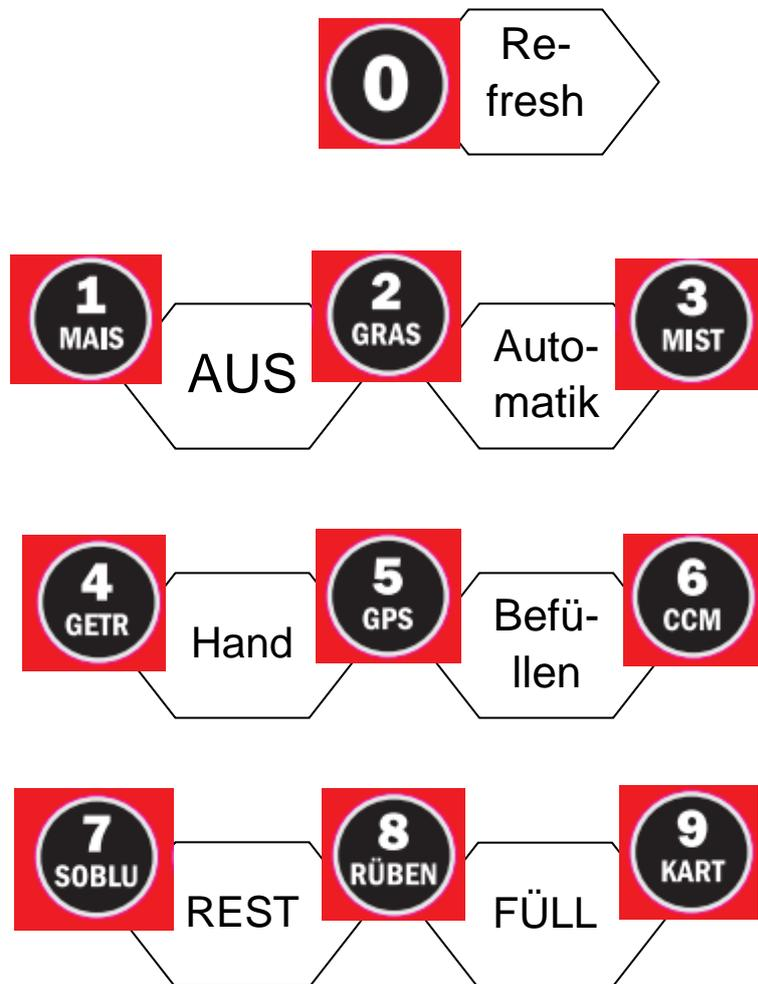 0
Re-
fresh
1
MAIS
AUS
2
GRAS
Auto-
matik
3
MIST
4
GETR
Hand
5
GPS
Befü-
llen
6
CCM
7
SOBLU
REST
8
RÜBEN
FÜLL
9
KART